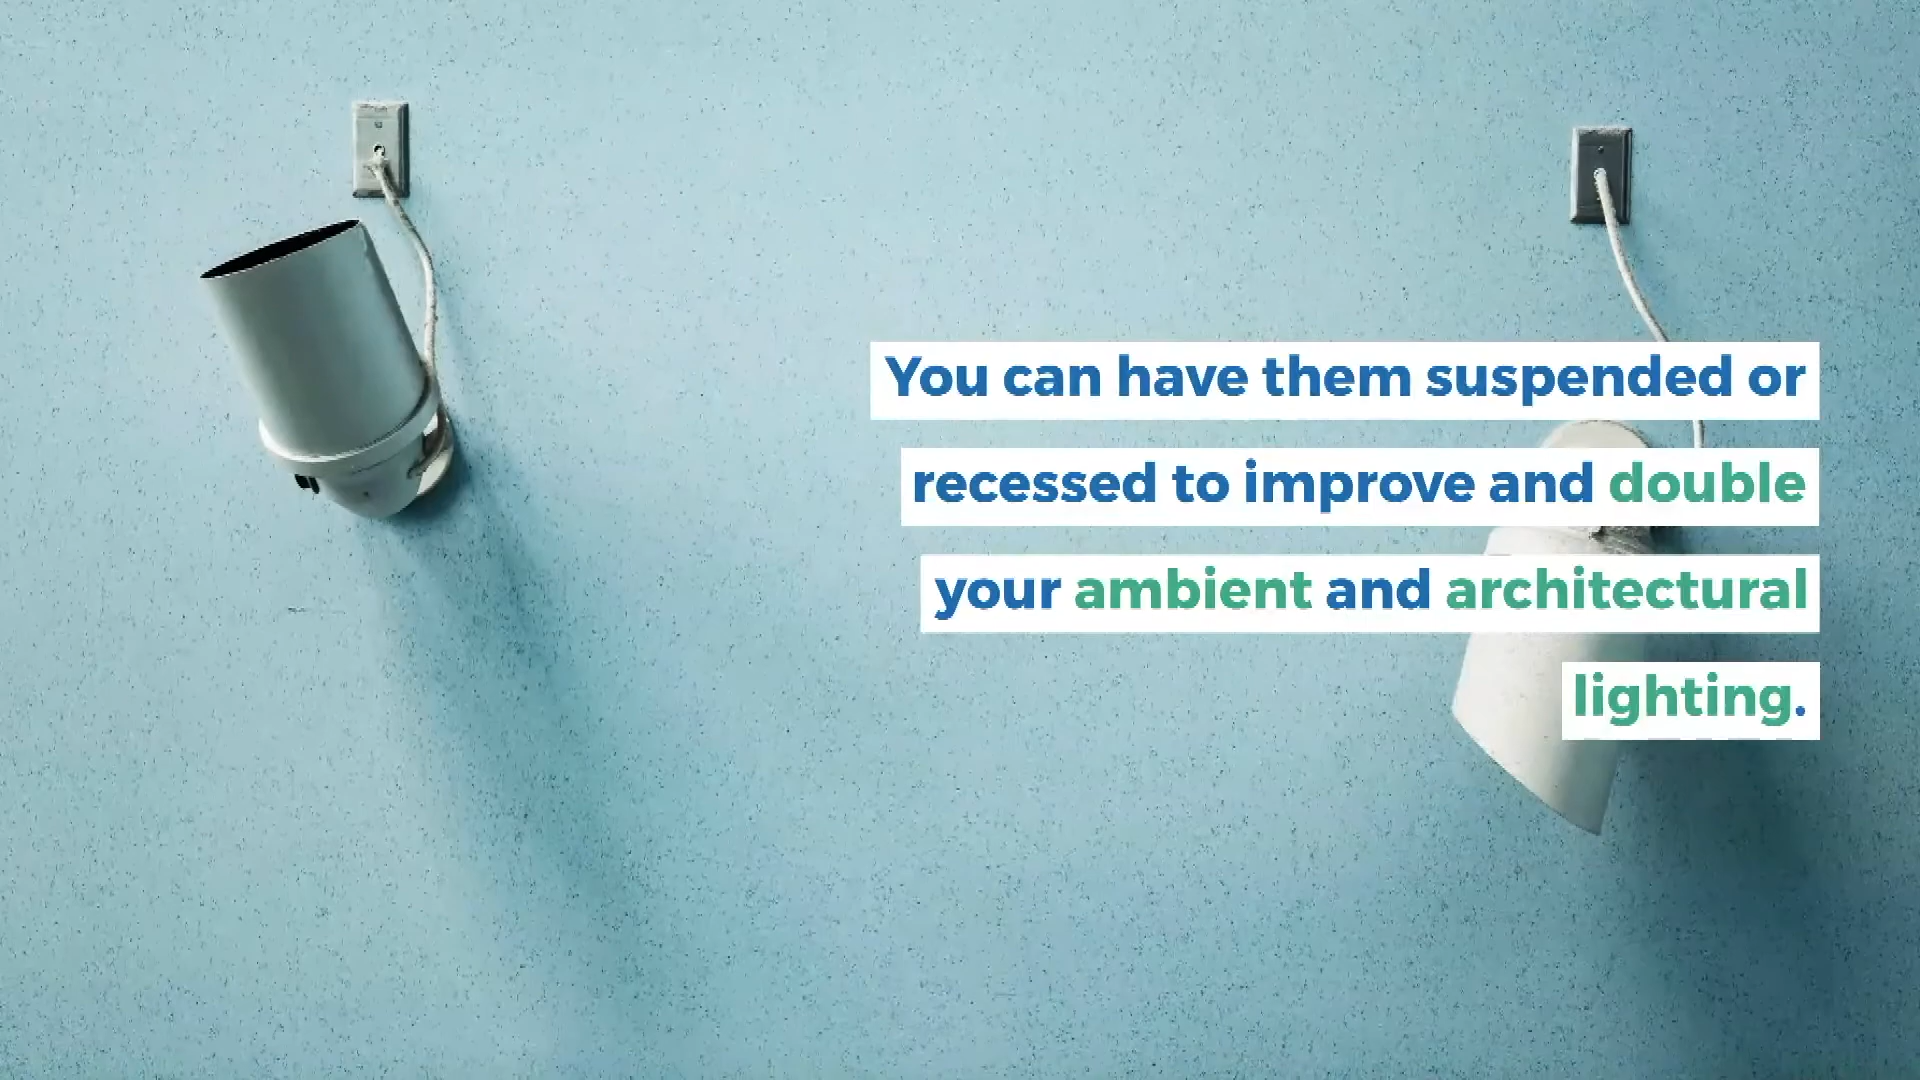 You can have them suspended or
recessed to improve and double
your ambient and architectural
lighting.